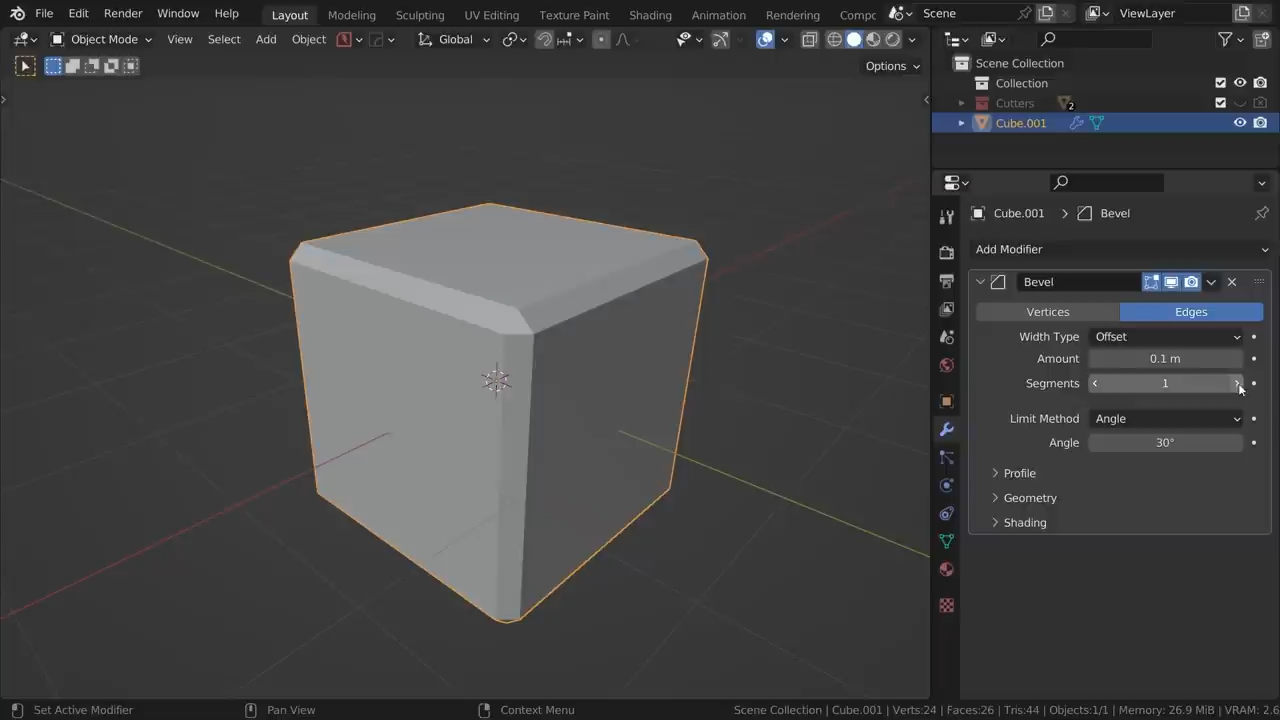 File Edit Render Window Help Layout Modeling Sculpting UV Editing Texture Paint Shading Animation Rendering Compc Scene ViewLayer
Object Mode View Select Add Object Global
Options
Scene Collection
Collection
Cutters 2
Cube.001
Cube.001 > Bevel
Add Modifier
Bevel
Vertices Edges
Width Type Offset
Amount 0.1 m
Segments 1
Limit Method Angle
Angle 30°
Profile
Geometry
Shading
Set Active Modifier Pan View Context Menu Scene Collection | Cube.001 | Verts:24 | Faces:26 | Tris:44 | Objects:1/1 | Memory: 26.9 MiB | VRAM: 2.6